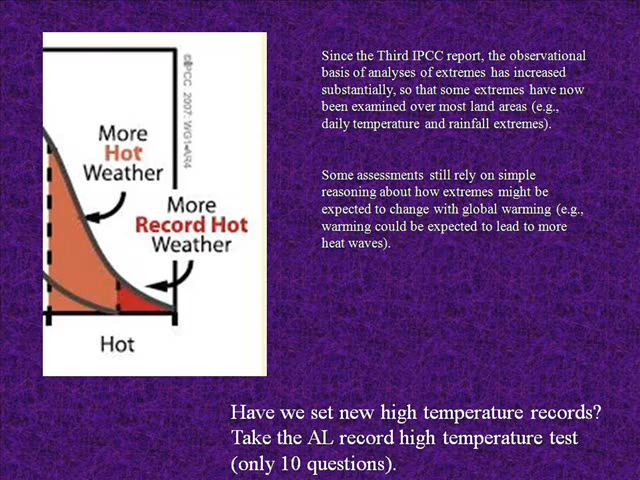 ©IPCC 2007: WG1-AR4
More
Hot
Weather
More
Record Hot
Weather
Hot
Since the Third IPCC report, the observational
basis of analyses of extremes has increased
substantially, so that some extremes have now
been examined over most land areas (e.g.,
daily temperature and rainfall extremes).
Some assessments still rely on simple
reasoning about how extremes might be
expected to change with global warming (e.g.,
warming could be expected to lead to more
heat waves).
Have we set new high temperature records?
Take the AL record high temperature test
(only 10 questions).